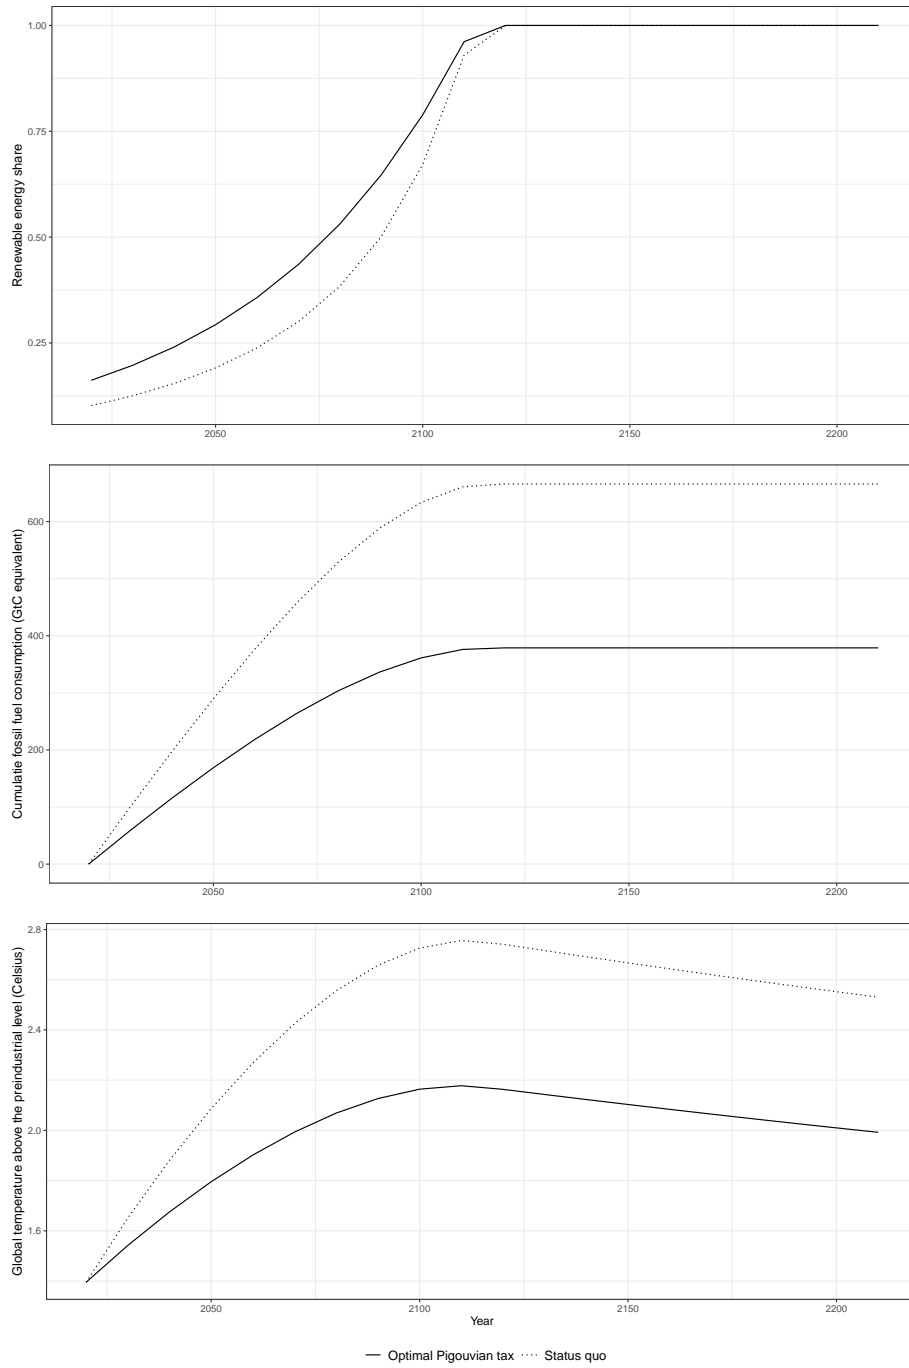 1.00
0.75
0.50
0.25
Renewable energy share
2050 2100 2150 2200
600
400
200
0
Cumulatie fossil fuel consumption (GtC equivalent)
2050 2100 2150 2200
2.8
2.4
2.0
1.6
Global temperature above the preindustrial level (Celsius)
2050 2100 2150 2200
Year
Optimal Pigouvian tax Status quo